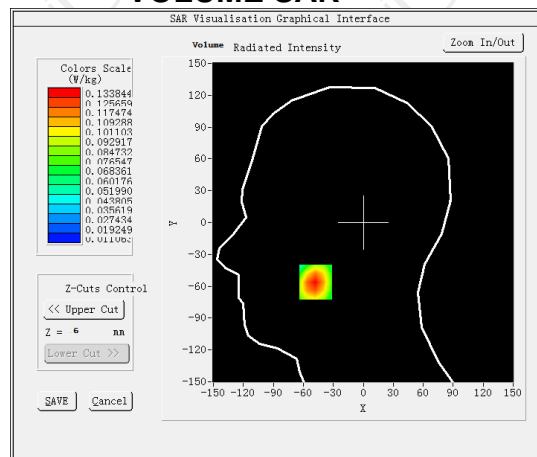 VOLUME SAR
SAR Visualisation Graphical Interface
Volume Radiated Intensity
Zoom In/Out
Colors Scale
(W/kg)
0.133844
0.125659
0.117474
0.109288
0.101103
0.092917
0.084732
0.076547
0.068361
0.060176
0.051990
0.043805
0.035619
0.027434
0.019249
0.011063
150
120
90
60
30
0
-30
-60
-90
-120
-150
Y
-150 -120 -90 -60 -30 0 30 60 90 120 150
X
Z-Cuts Control
<< Upper Cut
Z = 6 mm
Lower Cut >>
SAVE
Cancel